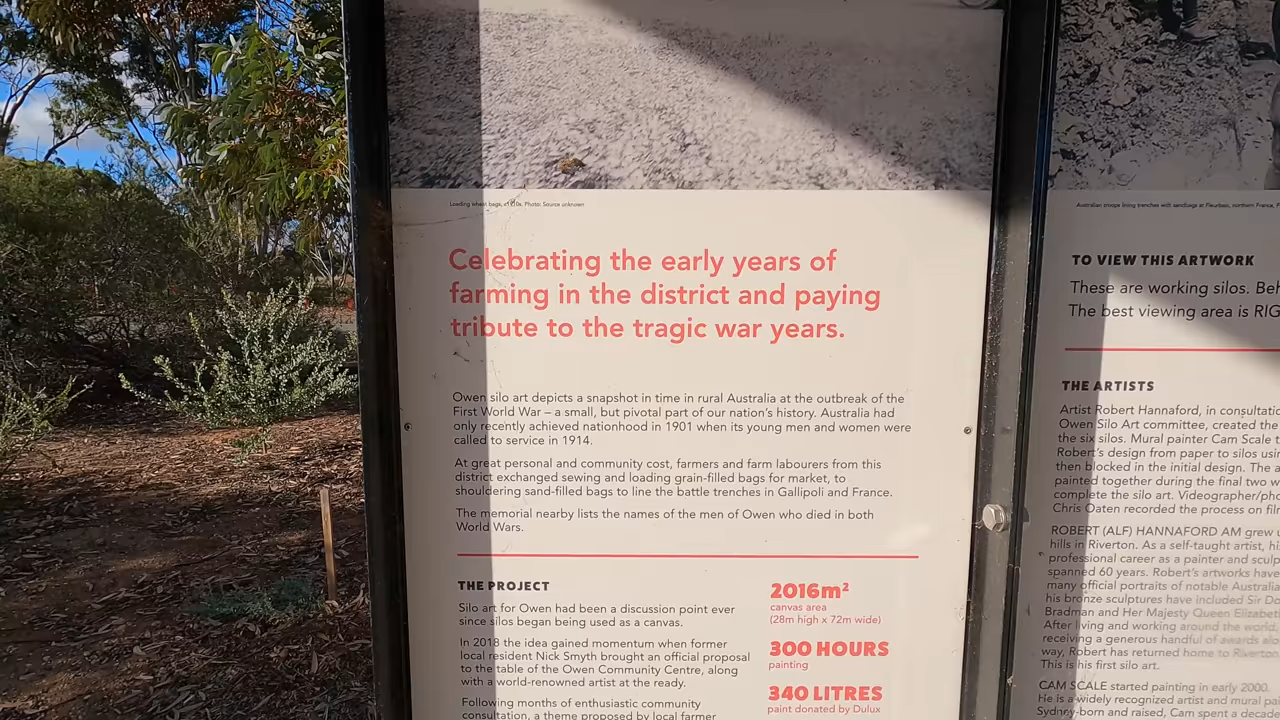 Loading wheat bags, c1910s. Photo: Source unknown
Celebrating the early years of
farming in the district and paying
tribute to the tragic war years.
Owen silo art depicts a snapshot in time in rural Australia at the outbreak of the
First World War – a small, but pivotal part of our nation's history. Australia had
only recently achieved nationhood in 1901 when its young men and women were
called to service in 1914.
At great personal and community cost, farmers and farm labourers from this
district exchanged sewing and loading grain-filled bags for market, to
shouldering sand-filled bags to line the battle trenches in Gallipoli and France.
The memorial nearby lists the names of the men of Owen who died in both
World Wars.
THE PROJECT
Silo art for Owen had been a discussion point ever
since silos began being used as a canvas.
In 2018 the idea gained momentum when former
local resident Nick Smyth brought an official proposal
to the table of the Owen Community Centre, along
with a world-renowned artist at the ready.
Following months of enthusiastic community
consultation, a theme proposed by local farmer
2016m²
canvas area
(28m high x 72m wide)
300 HOURS
painting
340 LITRES
paint donated by Dulux
Australian troops lining trenches with sandbags at Fleurbaix, northern France,
TO VIEW THIS ARTWORK
These are working silos.
The best viewing area is
THE ARTISTS
Artist Robert Hannaford, in
Owen Silo Art committee, created the
the six silos. Mural painter Cam Scale
Robert's design from paper to silos
then blocked in the initial design. The
painted together during the final two
complete the silo art.
Chris Oaten recorded the process on
ROBERT (ALF) HANNAFORD AM grew
hills in Riverton. As a self-taught artist,
professional career as a painter and
spanned 60 years. Robert's artworks have
many official portraits of notable
his bronze sculptures have included Sir
Bradman and Her Majesty Queen
After living and working around the world,
receiving a generous handful of awards
way, Robert has returned home to Riverton.
This is his first silo art.
CAM SCALE started painting in early 2000.
He is a widely recognized artist and mural
Sydney-born and raised, Cam spent a decade